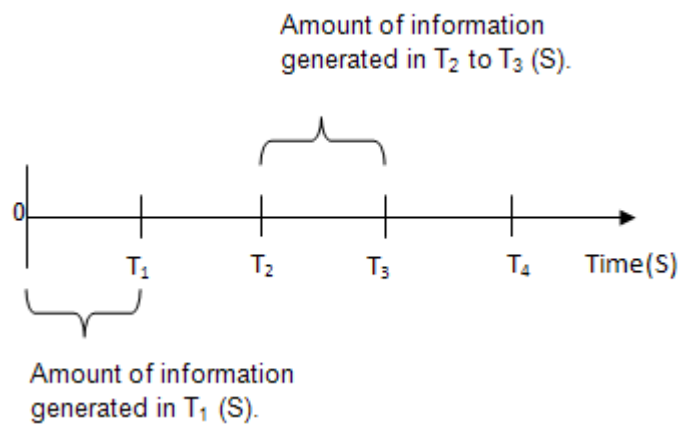 Amount of information
generated in T₂ to T₃ (S).
0
T₁ T₂ T₃ T₄ Time(S)
Amount of information
generated in T₁ (S).